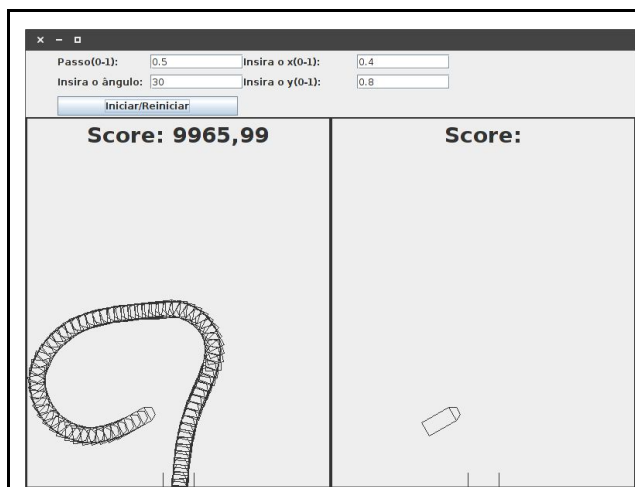 Passo(0-1): 0.5 Insira o x(0-1): 0.4
Insira o ângulo: 30 Insira o y(0-1): 0.8
Iniciar/Reiniciar
Score: 9965,99 Score: